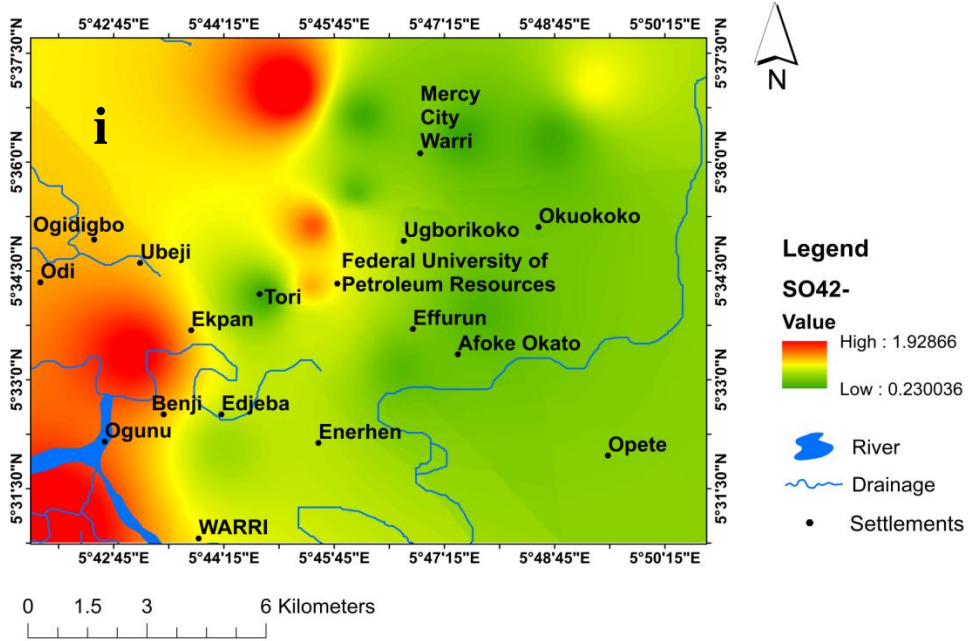 5°42'45"E 5°44'15"E 5°45'45"E 5°47'15"E 5°48'45"E 5°50'15"E
5°37'30"N
5°36'0"N
5°34'30"N
5°33'0"N
5°31'30"N
i
Mercy
City
Warri
Ogidigbo
Ubeji
Odi
Ugborikoko
Okuokoko
Federal University of
Petroleum Resources
Tori
Ekpan
Effurun
Afoke Okato
Benji
Edjeba
Ogunu
Enerhen
Opete
WARRI
5°37'30"N
5°36'0"N
5°34'30"N
5°33'0"N
5°31'30"N
5°42'45"E 5°44'15"E 5°45'45"E 5°47'15"E 5°48'45"E 5°50'15"E
0 1.5 3 6 Kilometers
N
Legend
SO42-
Value
High : 1.92866
Low : 0.230036
River
Drainage
Settlements